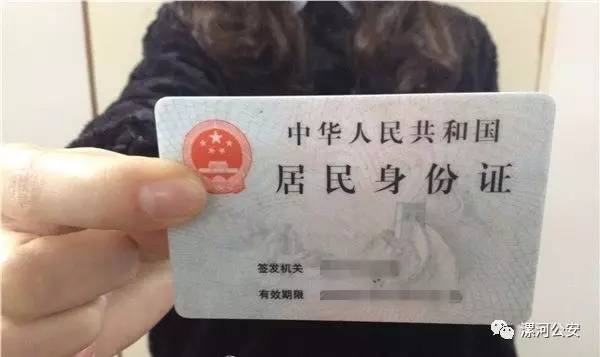 中华人民共和国
居民身份证
签发机关
有效期限
漯河公安